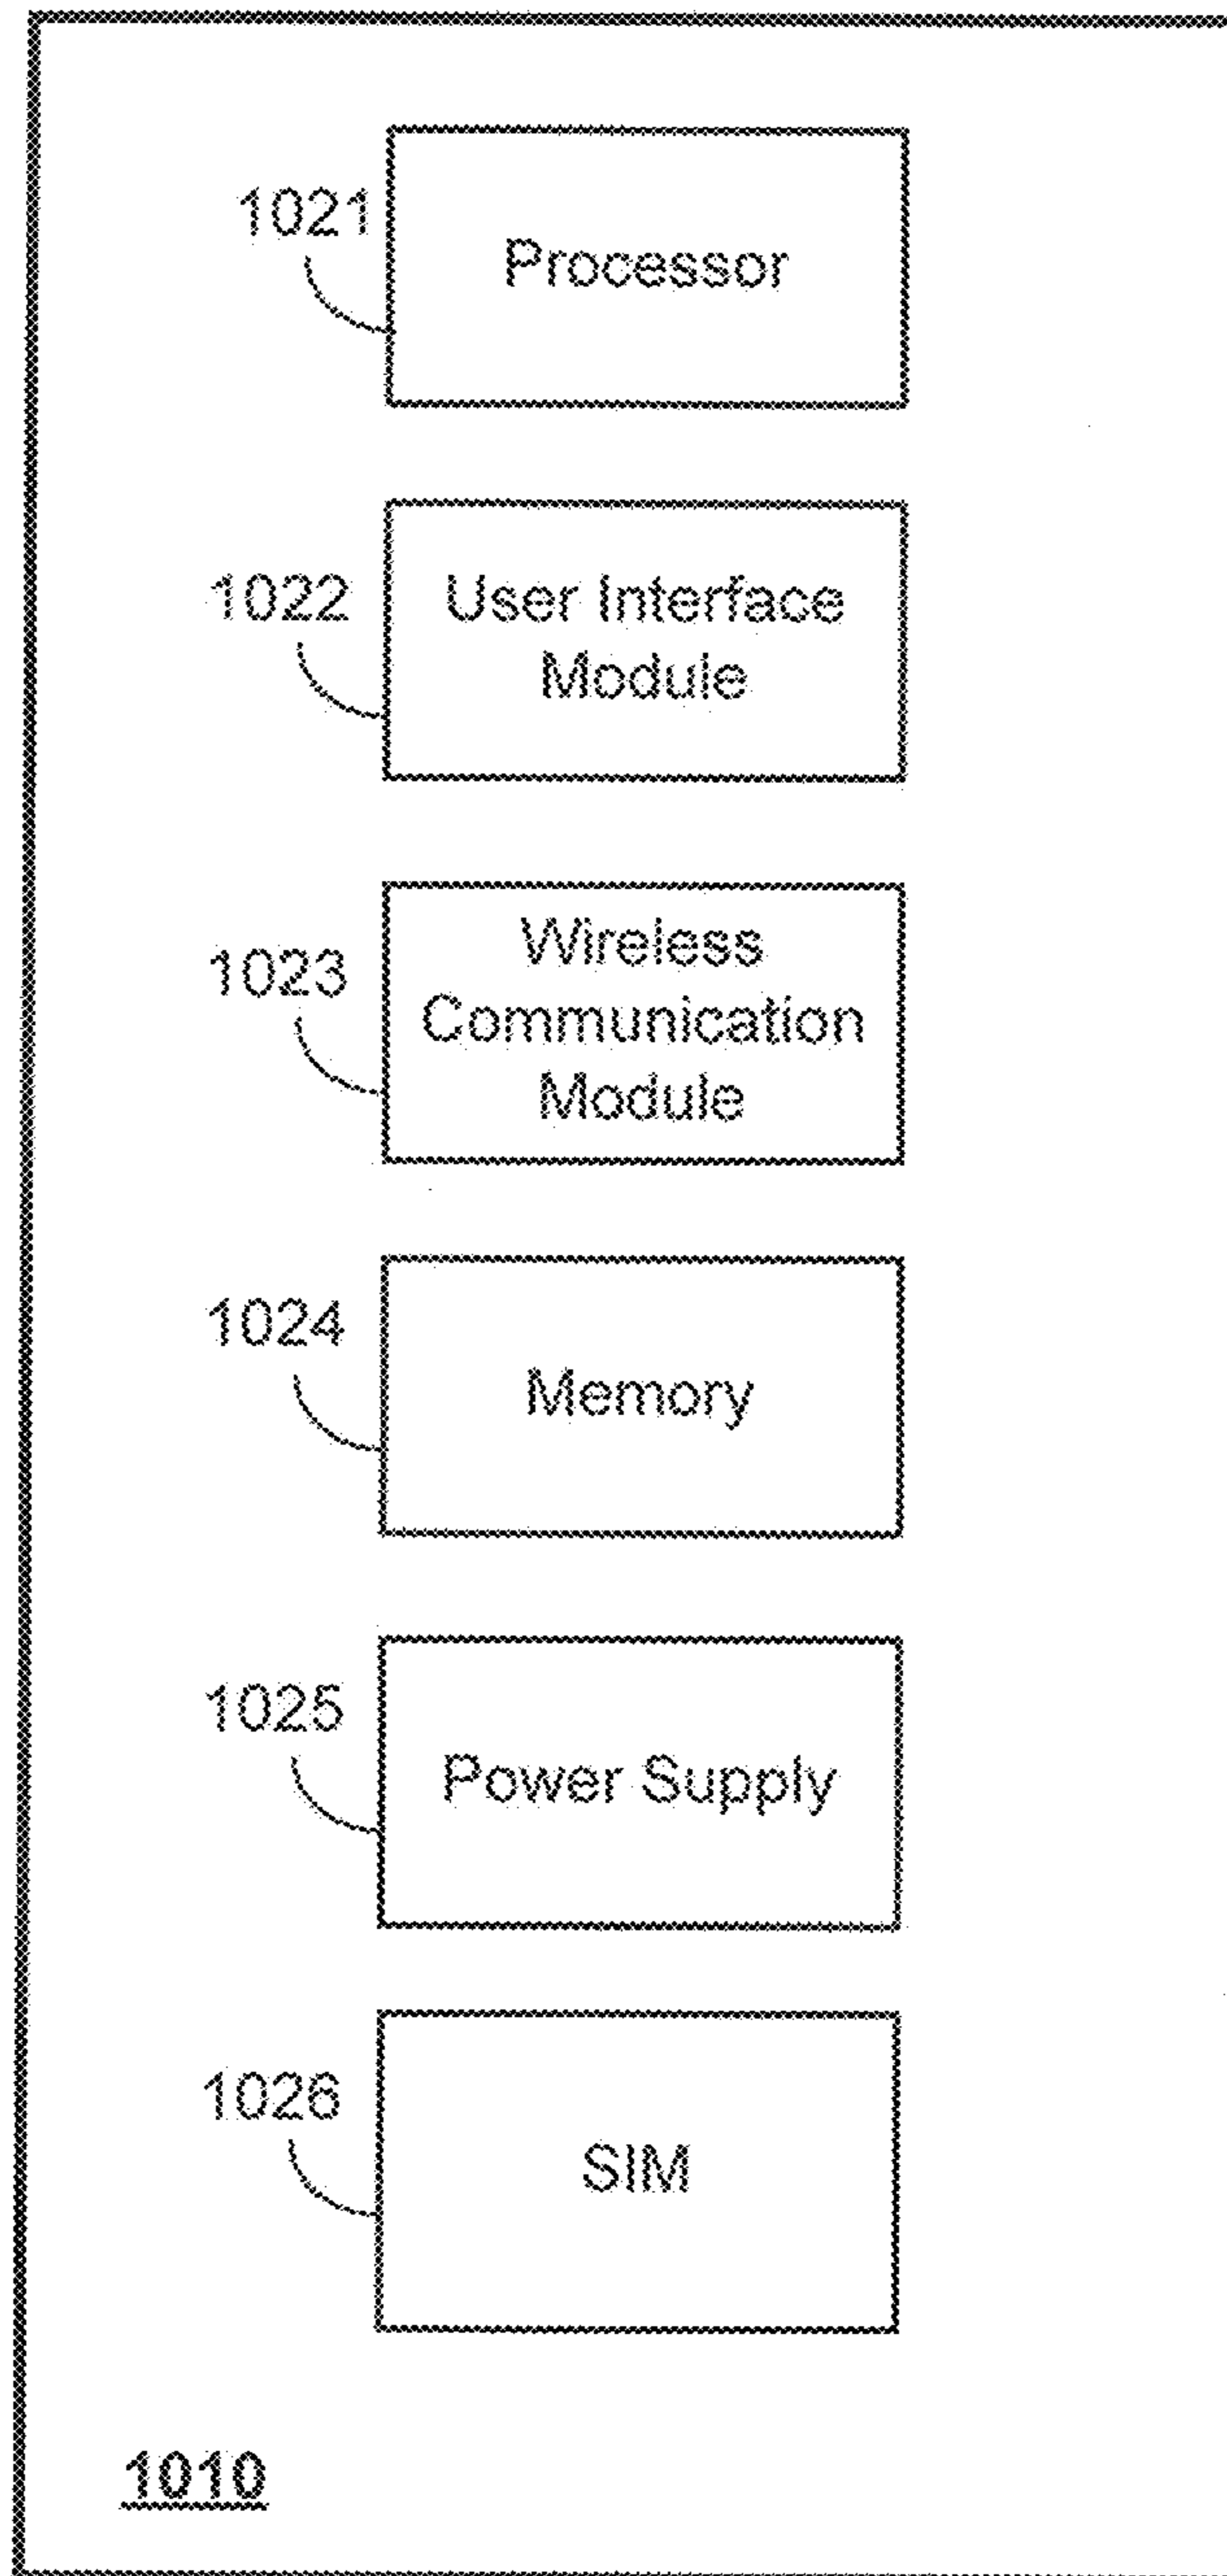 1021
Processor
1022
User Interface
Module
1023
Wireless
Communication
Module
1024
Memory
1025
Power Supply
1026
SIM
1010